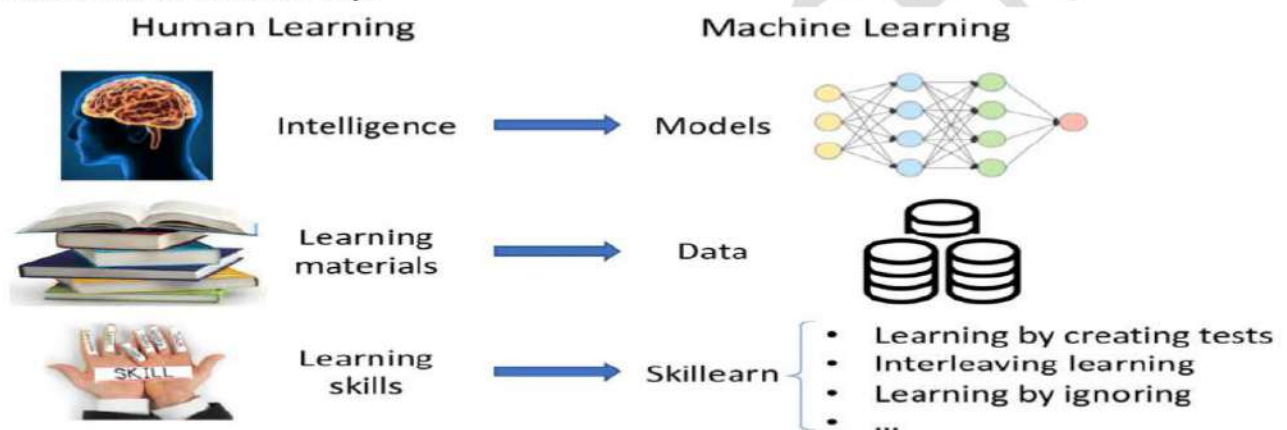 Human Learning
Machine Learning
Intelligence
Models
Learning
materials
Data
SKILL
Learning
skills
Skillearn
• Learning by creating tests
• Interleaving learning
• Learning by ignoring
• ...